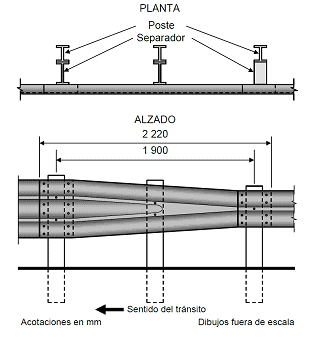 PLANTA
Poste
Separador
ALZADO
2 220
1 900
Sentido del tránsito
Acotaciones en mm
Dibujos fuera de escala